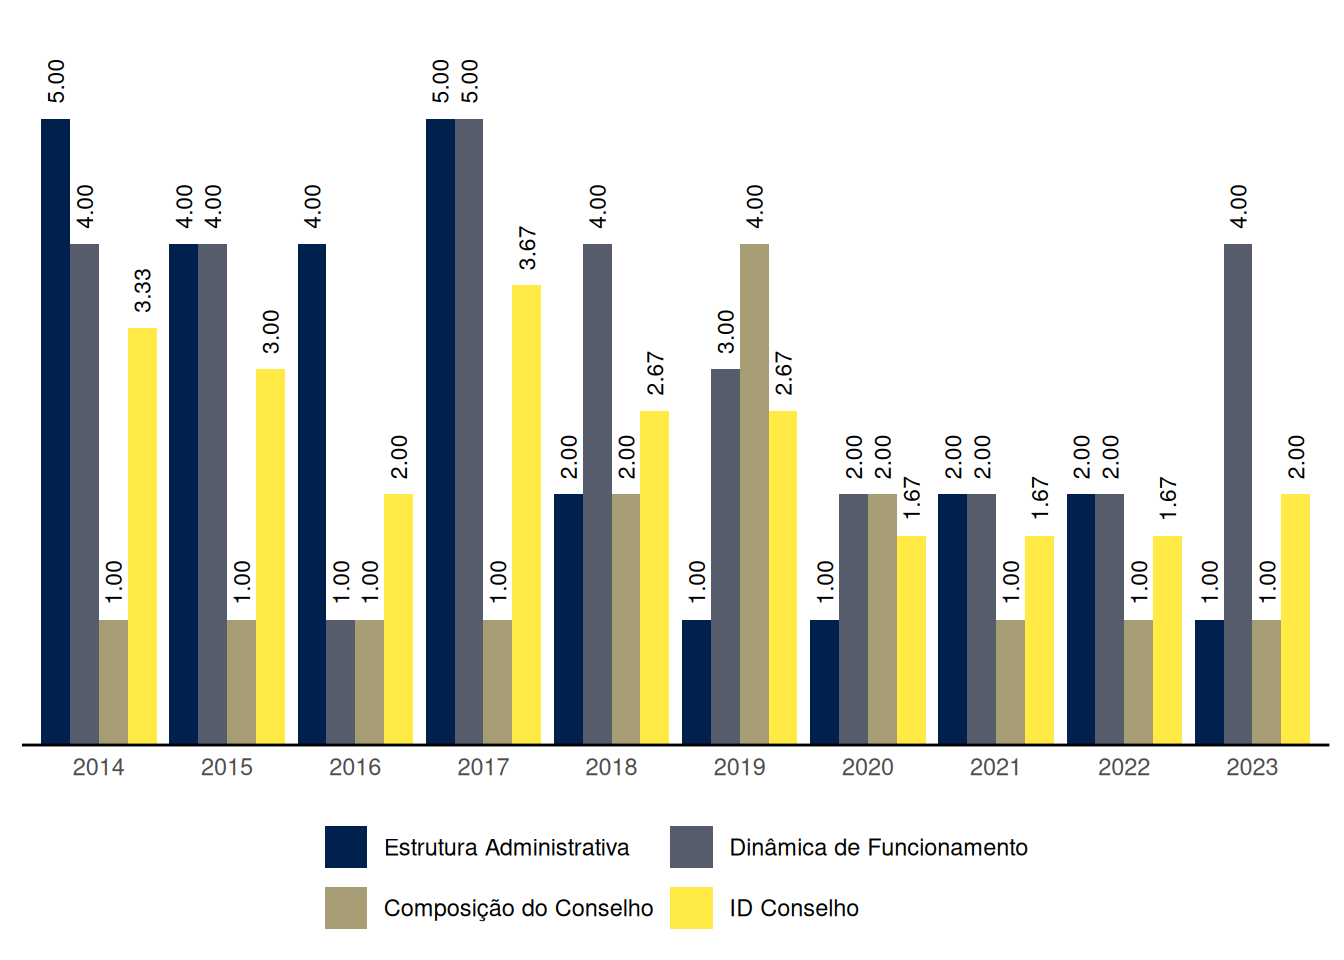 5.00 4.00 1.00 3.33 4.00 4.00 1.00 3.00 4.00 1.00 1.00 2.00 5.00 5.00 1.00 3.67 2.00 4.00 2.00 2.67 1.00 3.00 4.00 2.67 1.00 2.00 2.00 1.67 2.00 2.00 1.00 1.67 2.00 2.00 1.00 1.67 1.00 4.00 1.00 2.00
2014 2015 2016 2017 2018 2019 2020 2021 2022 2023
Estrutura Administrativa Dinâmica de Funcionamento
Composição do Conselho ID Conselho